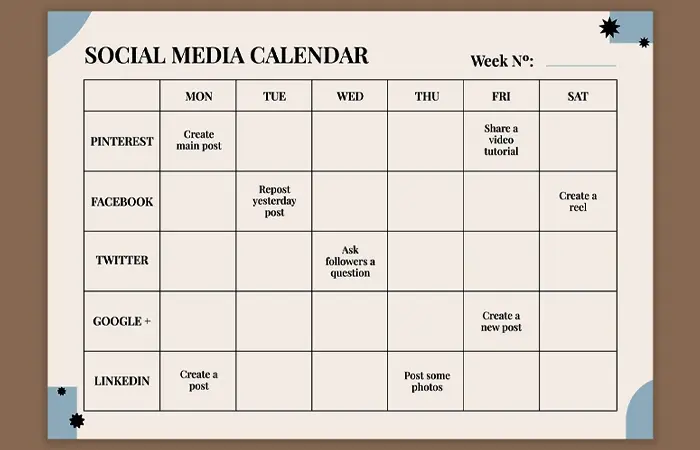 SOCIAL MEDIA CALENDAR
Week Nº:
MON TUE WED THU FRI SAT
PINTEREST
Create
main post
Share a
video
tutorial
FACEBOOK
Repost
yesterday
post
Create a
reel
TWITTER
Ask
followers a
question
GOOGLE +
Create a
new post
LINKEDIN
Create a
post
Post some
photos